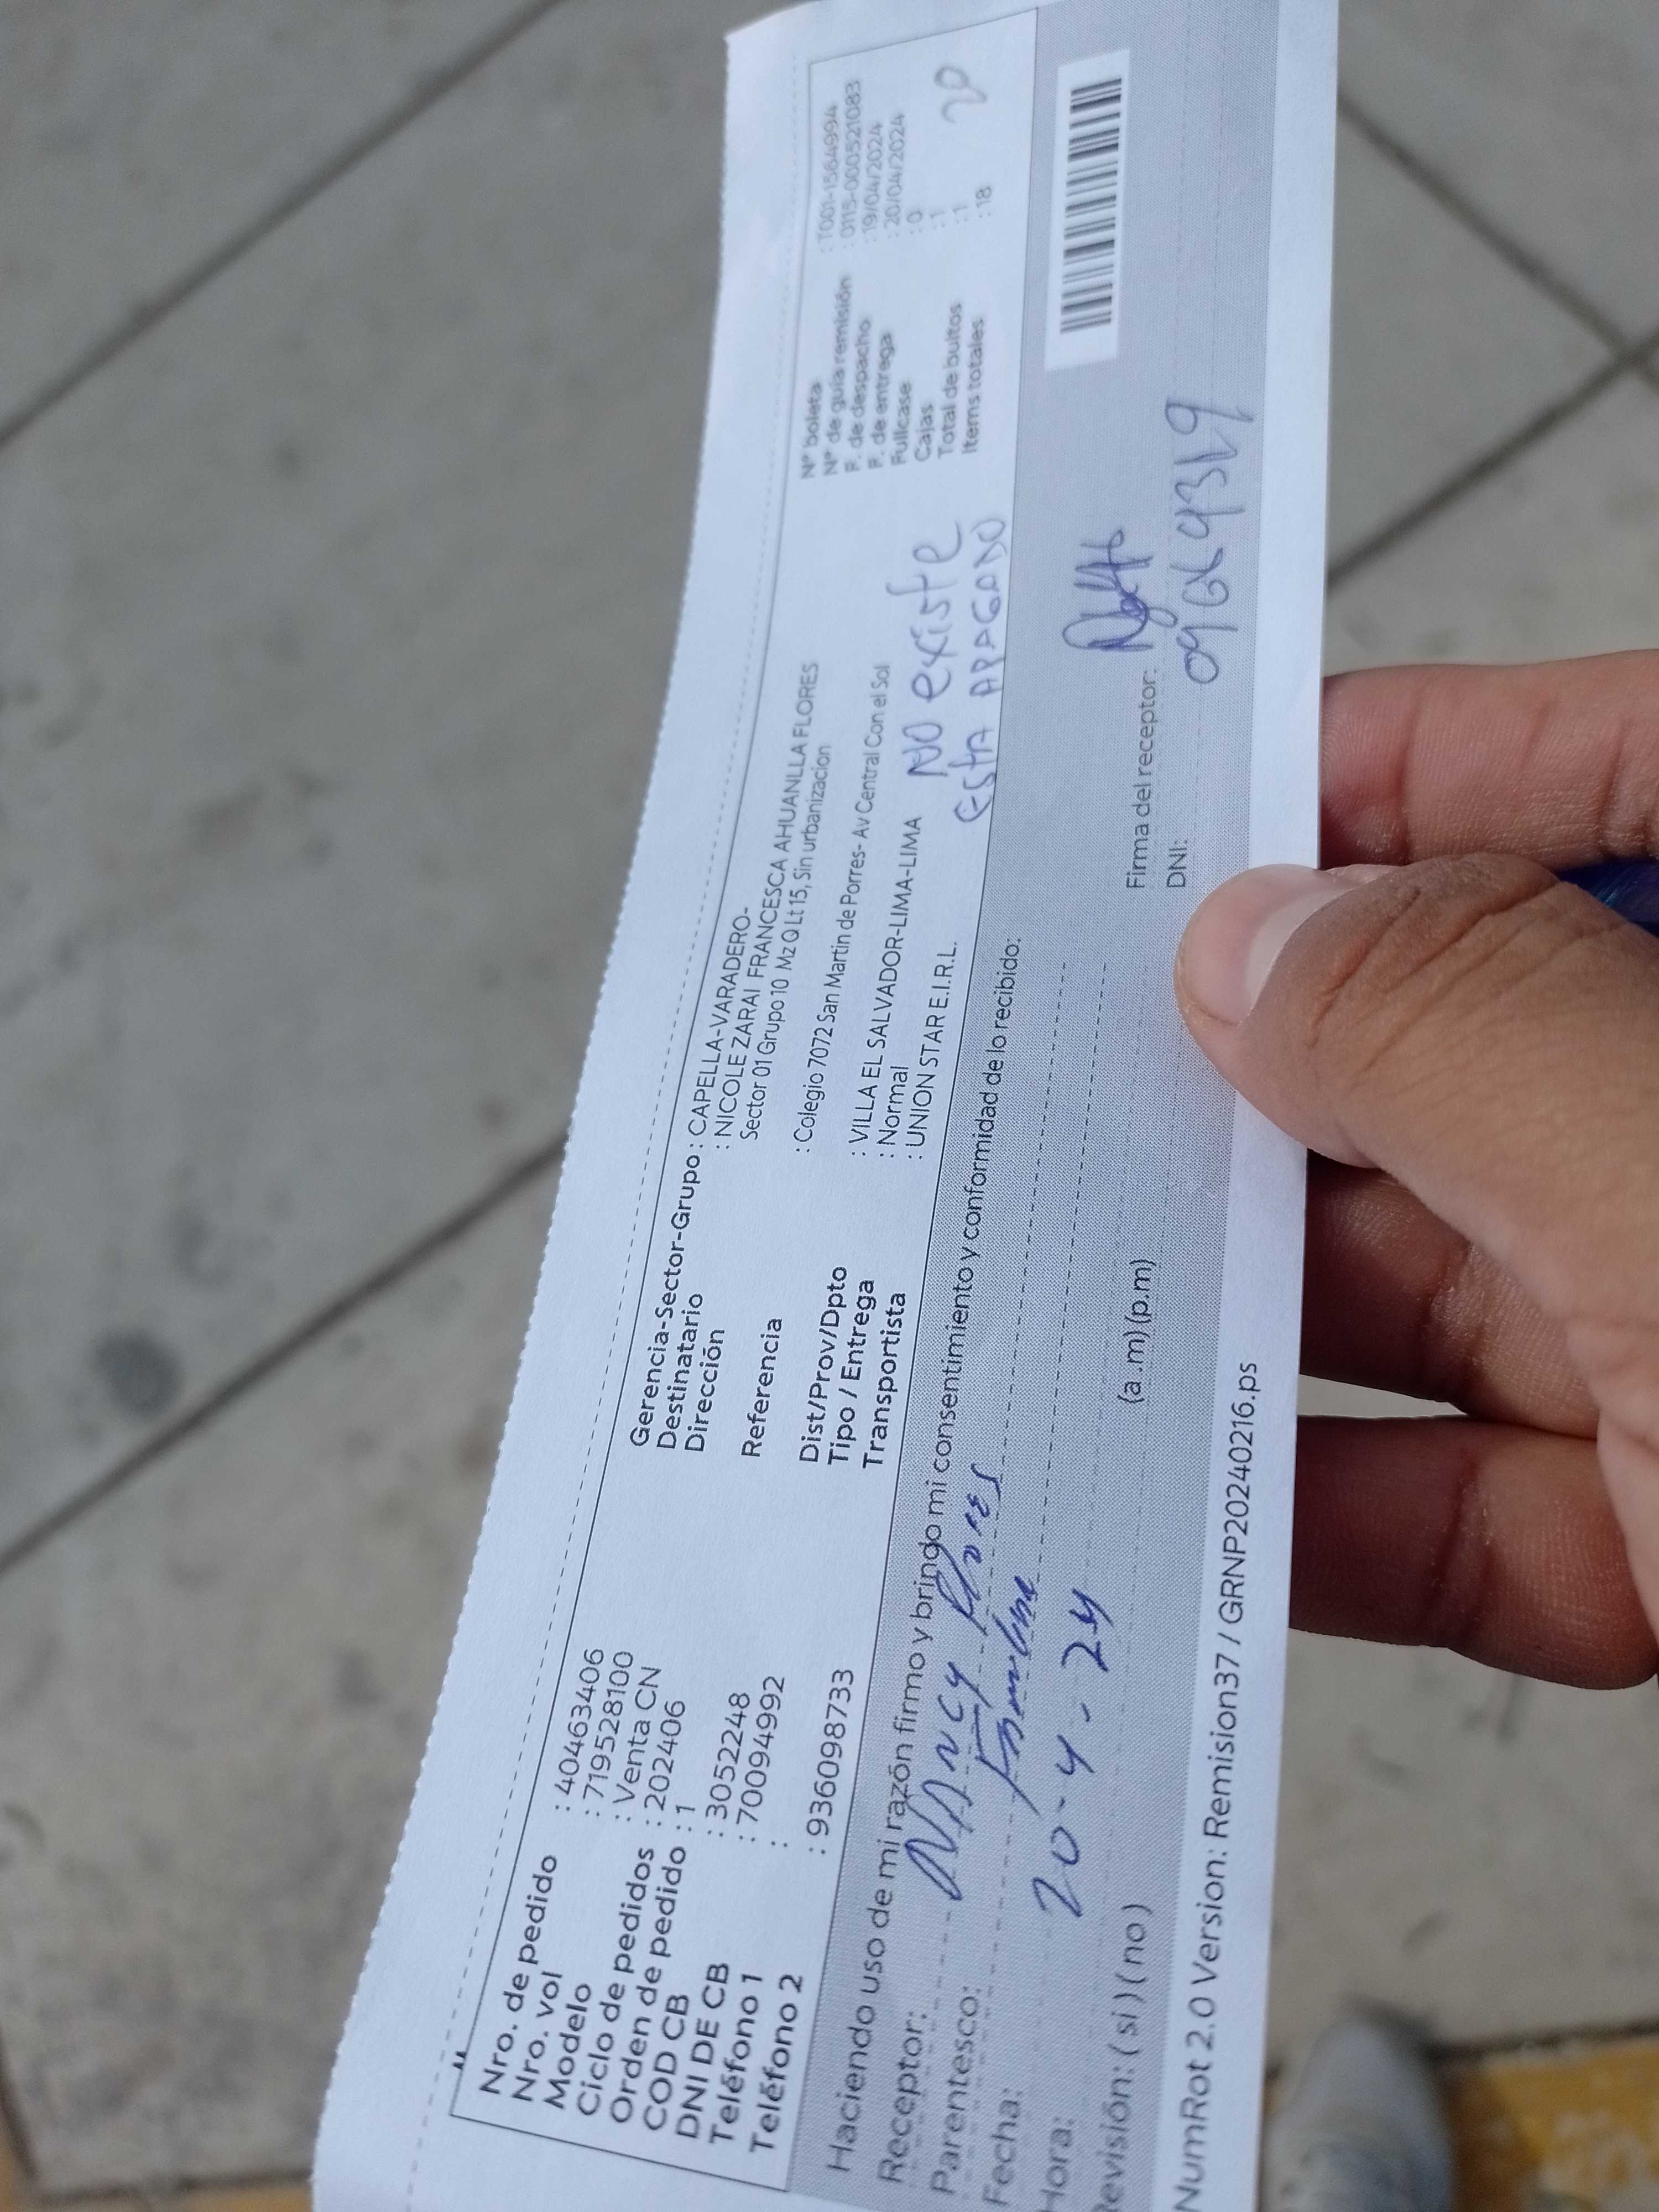 Nro. de pedido : 40463406
Nro. vol : 719528100
Modelo : Venta CN
Ciclo de pedidos : 202406
Orden de pedido : 1
COD CB : 3052248
DNI DE CB : 70094992
Teléfono 1 :
Teléfono 2 : 936098733
Gerencia-Sector-Grupo : CAPELLA-VARADERO-
Destinatario : NICOLE ZARAI FRANCESCA AHUANLLA FLORES
Dirección Sector 01 Grupo 10 Mz Q Lt 15, Sin urbanizacion
Referencia : Colegio 7072 San Martin de Porres- Av Central Con el Sol
Dist/Prov/Dpto : VILLA EL SALVADOR-LIMA-LIMA
Tipo / Entrega : Normal
Transportista : UNION STAR E.I.R.L.
NO existe
Esta APAGADO
N° boleta : T001-1564994
N° de guía remisión : 0115-000521083
F. de despacho : 19/04/2024
F. de entrega : 20/04/2024
Fullcase : 0
Cajas : 1
Total de bultos : 1
Items totales : 18
20
Haciendo uso de mi razón firmo y bringo mi consentimiento y conformidad de lo recibido:
Receptor: NANCY Flores
Parentesco:
Fecha: 20-4-24
Hora: (a .m) (p.m)
Revisión: ( si ) ( no )
Firma del receptor:
DNI:
NumRot 2.0 Version: Remision37 / GRNP20240216.ps